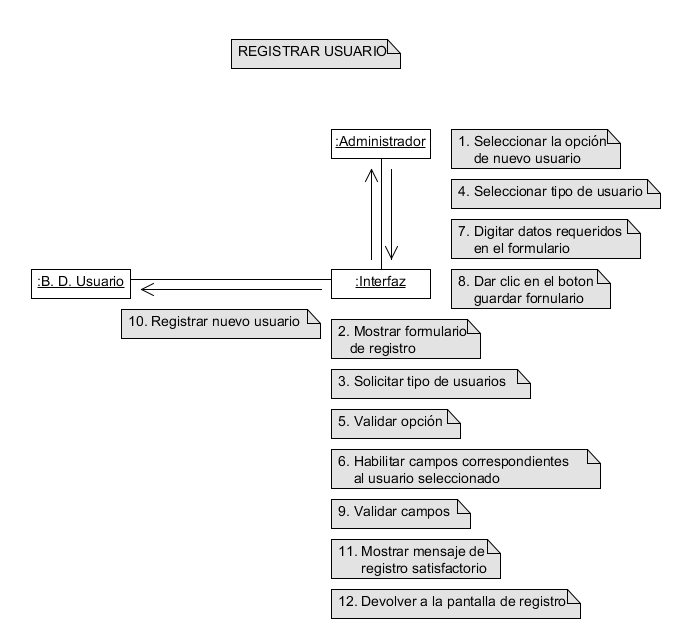 REGISTRAR USUARIO
:Administrador
1. Seleccionar la opción
de nuevo usuario
4. Seleccionar tipo de usuario
7. Digitar datos requeridos
en el formulario
:B. D. Usuario
:Interfaz
8. Dar clic en el boton
guardar fornulario
10. Registrar nuevo usuario
2. Mostrar formulario
de registro
3. Solicitar tipo de usuarios
5. Validar opción
6. Habilitar campos correspondientes
al usuario seleccionado
9. Validar campos
11. Mostrar mensaje de
registro satisfactorio
12. Devolver a la pantalla de registro